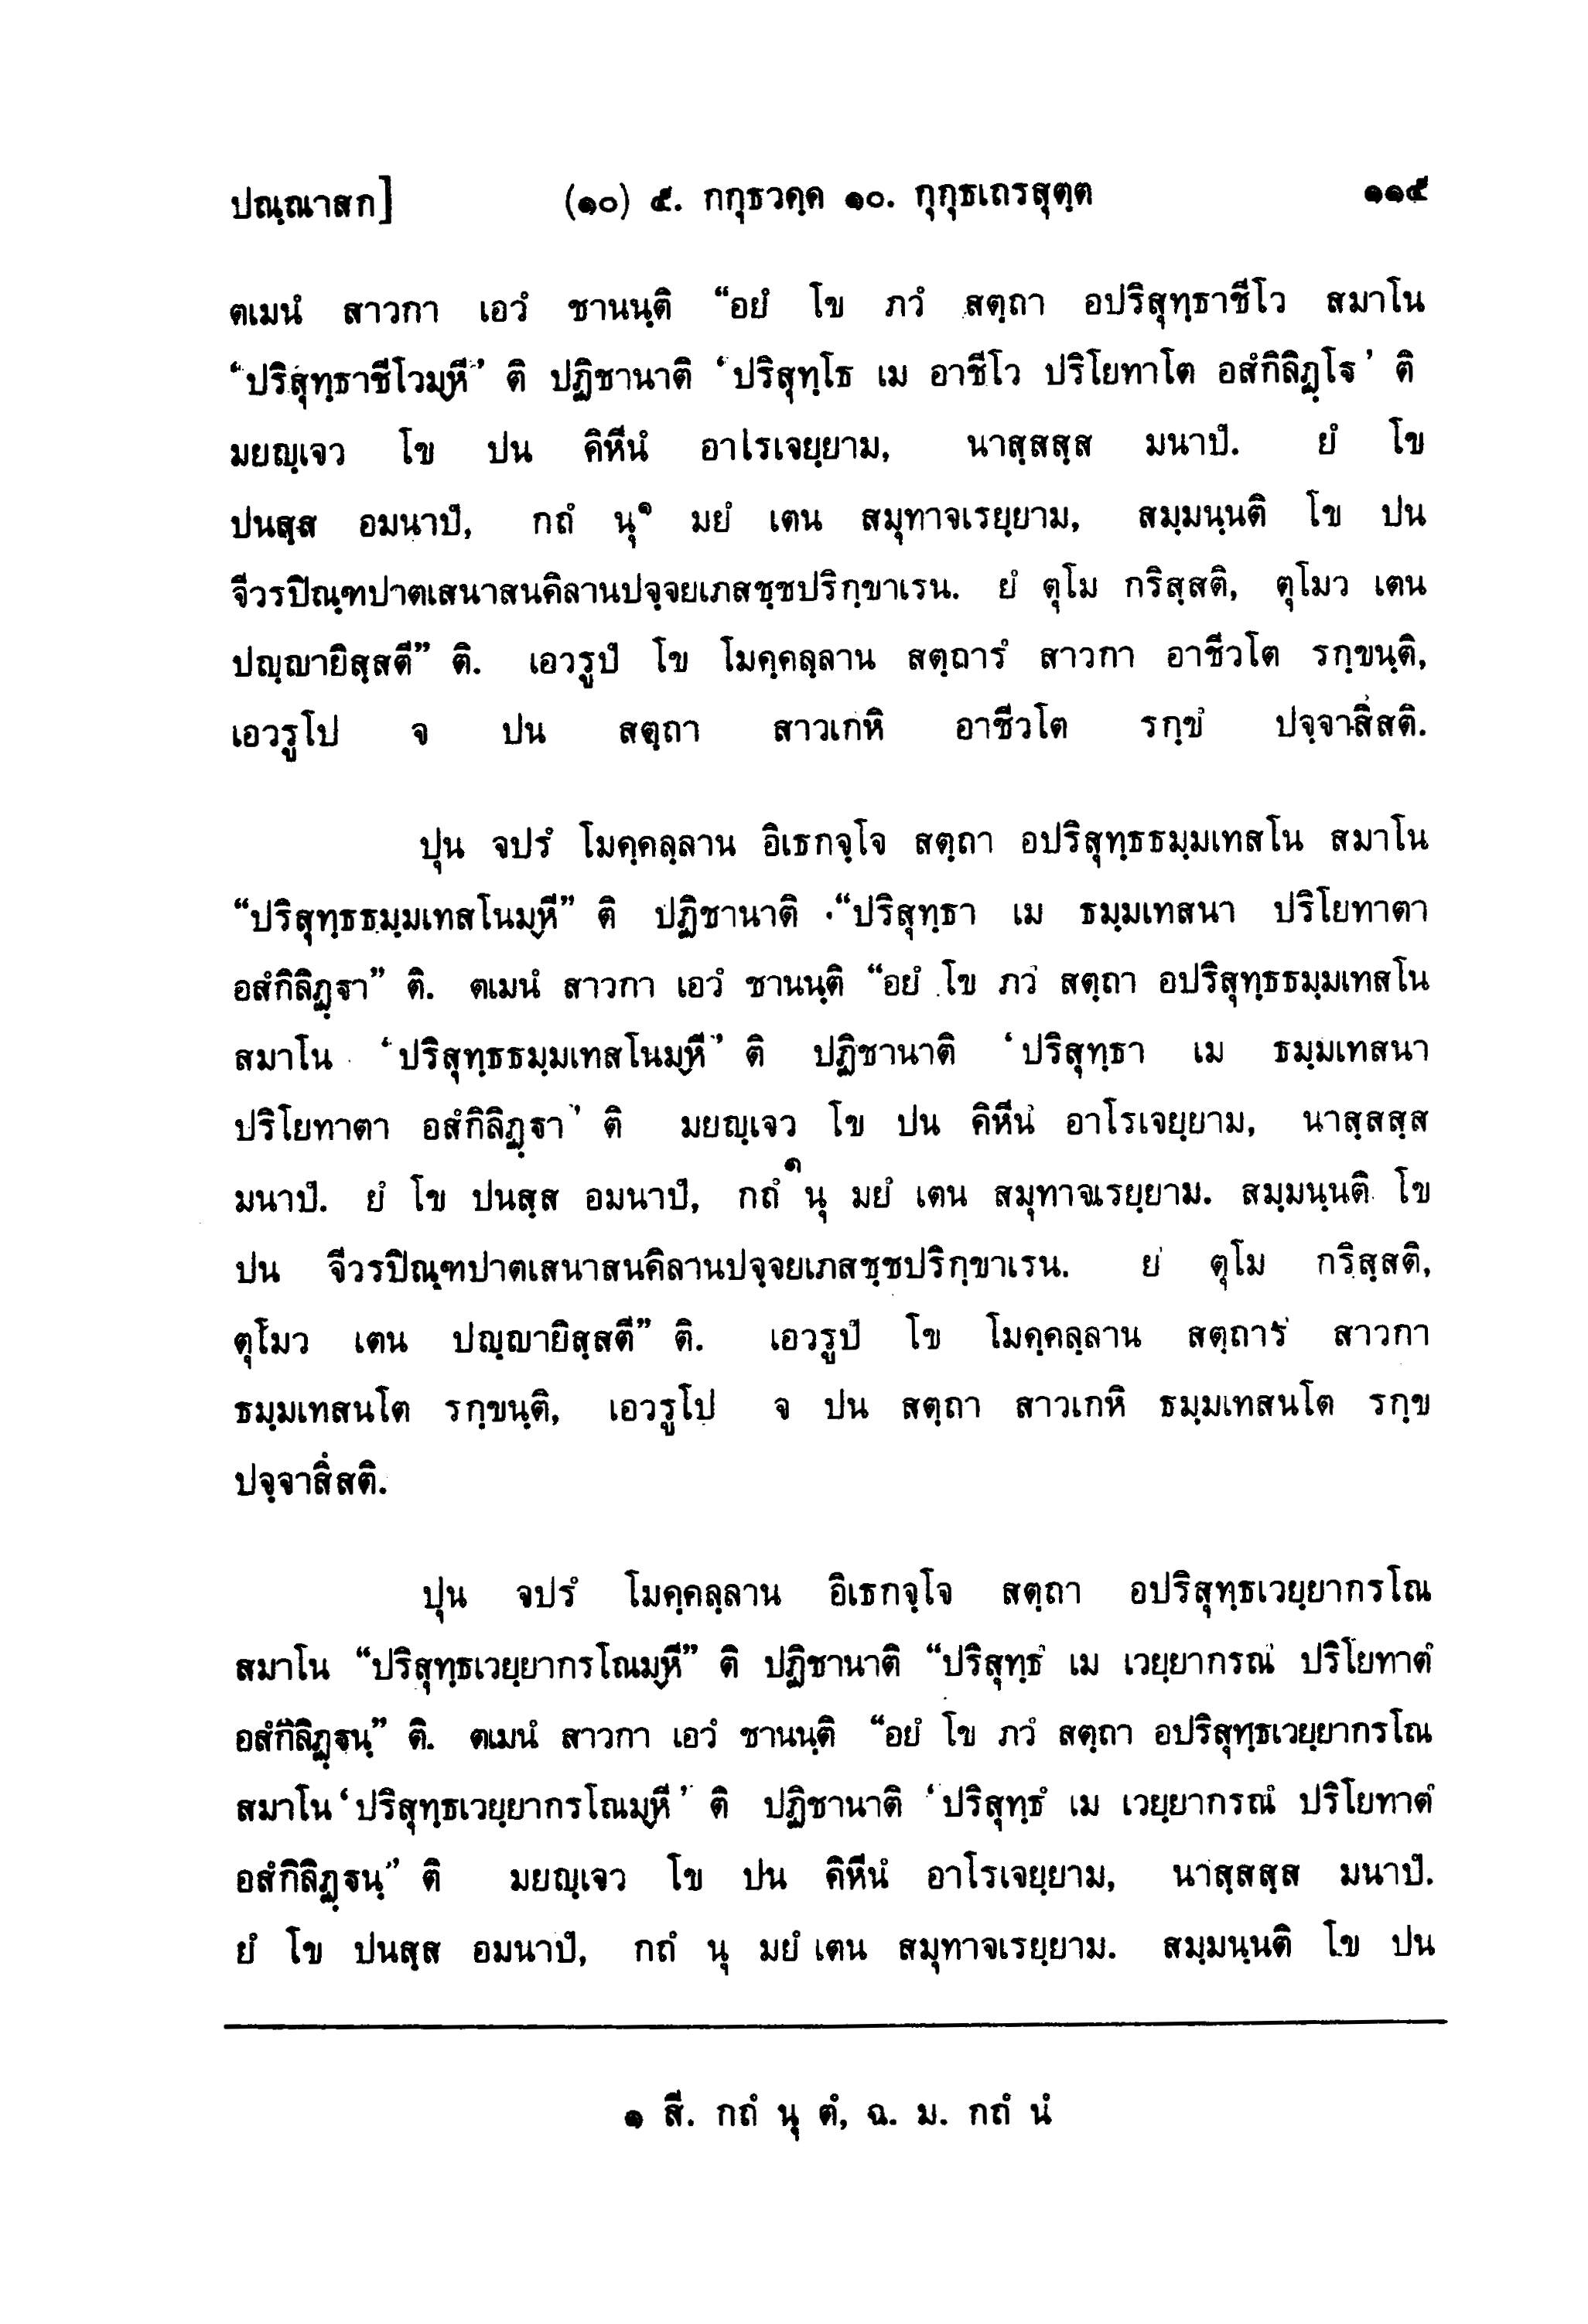 ปณฺณาสก] (๑๐) ๕. กกุธวคฺค ๑๐. กุกุธเถรสุตฺต ๑๑๕
ตเมนํ สาวกา เอวํ ชานนฺติ “อยํ โข ภวํ สตฺถา อปริสุทฺธาชีโว สมาโน
“ปริสุทฺธาชีโวมฺหี” ติ ปฏิชานาติ ‘ปริสุทฺโธ เม อาชีโว ปริโยทาโต อสํกิลิฏฺโฐ’ ติ
มยญฺเจว โข ปน คิหีนํ อาโรเจยฺยาม, นาสฺสสฺส มนาปํ. ยํ โข
ปนสฺส อมนาปํ, กถํ นุ๑ มยํ เตน สมุทาจเรยฺยาม, สมฺมนฺนติ โข ปน
จีวรปิณฺฑปาตเสนาสนคิลานปจฺจยเภสชฺชปริกฺขาเรน. ยํ ตุโม กริสฺสติ, ตุโมว เตน
ปญฺญายิสฺสตี” ติ. เอวรูปํ โข โมคฺคลฺลาน สตฺถารํ สาวกา อาชีวโต รกฺขนฺติ,
เอวรูโป จ ปน สตฺถา สาวเกหิ อาชีวโต รกฺขํ ปจฺจาสึสติ.
ปุน จปรํ โมคฺคลฺลาน อิเธกจฺโจ สตฺถา อปริสุทฺธธมฺมเทสโน สมาโน
“ปริสุทฺธธมฺมเทสโนมฺหี” ติ ปฏิชานาติ “ปริสุทฺธา เม ธมฺมเทสนา ปริโยทาตา
อสํกิลิฏฺฐา” ติ. ตเมนํ สาวกา เอวํ ชานนฺติ “อยํ โข ภวํ สตฺถา อปริสุทฺธธมฺมเทสโน
สมาโน ‘ปริสุทฺธธมฺมเทสโนมฺหี’ ติ ปฏิชานาติ ‘ปริสุทฺธา เม ธมฺมเทสนา
ปริโยทาตา อสํกิลิฏฺฐา’ ติ มยญฺเจว โข ปน คิหีนํ อาโรเจยฺยาม, นาสฺสสฺส
มนาปํ. ยํ โข ปนสฺส อมนาปํ, กถํ๑ นุ มยํ เตน สมุทาจเรยฺยาม. สมฺมนฺนติ โข
ปน จีวรปิณฺฑปาตเสนาสนคิลานปจฺจยเภสชฺชปริกฺขาเรน. ยํ ตุโม กริสฺสติ,
ตุโมว เตน ปญฺญายิสฺสตี” ติ. เอวรูปํ โข โมคฺคลฺลาน สตฺถารํ สาวกา
ธมฺมเทสนโต รกฺขนฺติ, เอวรูโป จ ปน สตฺถา สาวเกหิ ธมฺมเทสนโต รกฺข
ปจฺจาสึสติ.
ปุน จปรํ โมคฺคลฺลาน อิเธกจฺโจ สตฺถา อปริสุทฺธเวยฺยากรโณ
สมาโน “ปริสุทฺธเวยฺยากรโณมฺหี” ติ ปฏิชานาติ “ปริสุทฺธํ เม เวยฺยากรณํ ปริโยทาตํ
อสํกิลิฏฺฐนฺ” ติ. ตเมนํ สาวกา เอวํ ชานนฺติ “อยํ โข ภวํ สตฺถา อปริสุทฺธเวยฺยากรโณ
สมาโน ‘ปริสุทฺธเวยฺยากรโณมฺหี’ ติ ปฏิชานาติ ‘ปริสุทฺธํ เม เวยฺยากรณํ ปริโยทาตํ
อสํกิลิฏฺฐนฺ” ติ มยญฺเจว โข ปน คิหีนํ อาโรเจยฺยาม, นาสฺสสฺส มนาปํ.
ยํ โข ปนสฺส อมนาปํ, กถํ นุ มยํ เตน สมุทาจเรยฺยาม. สมฺมนฺนติ โข ปน
๑ สี. กถํ นุ ตํ, ฉ. ม. กถํ นํ